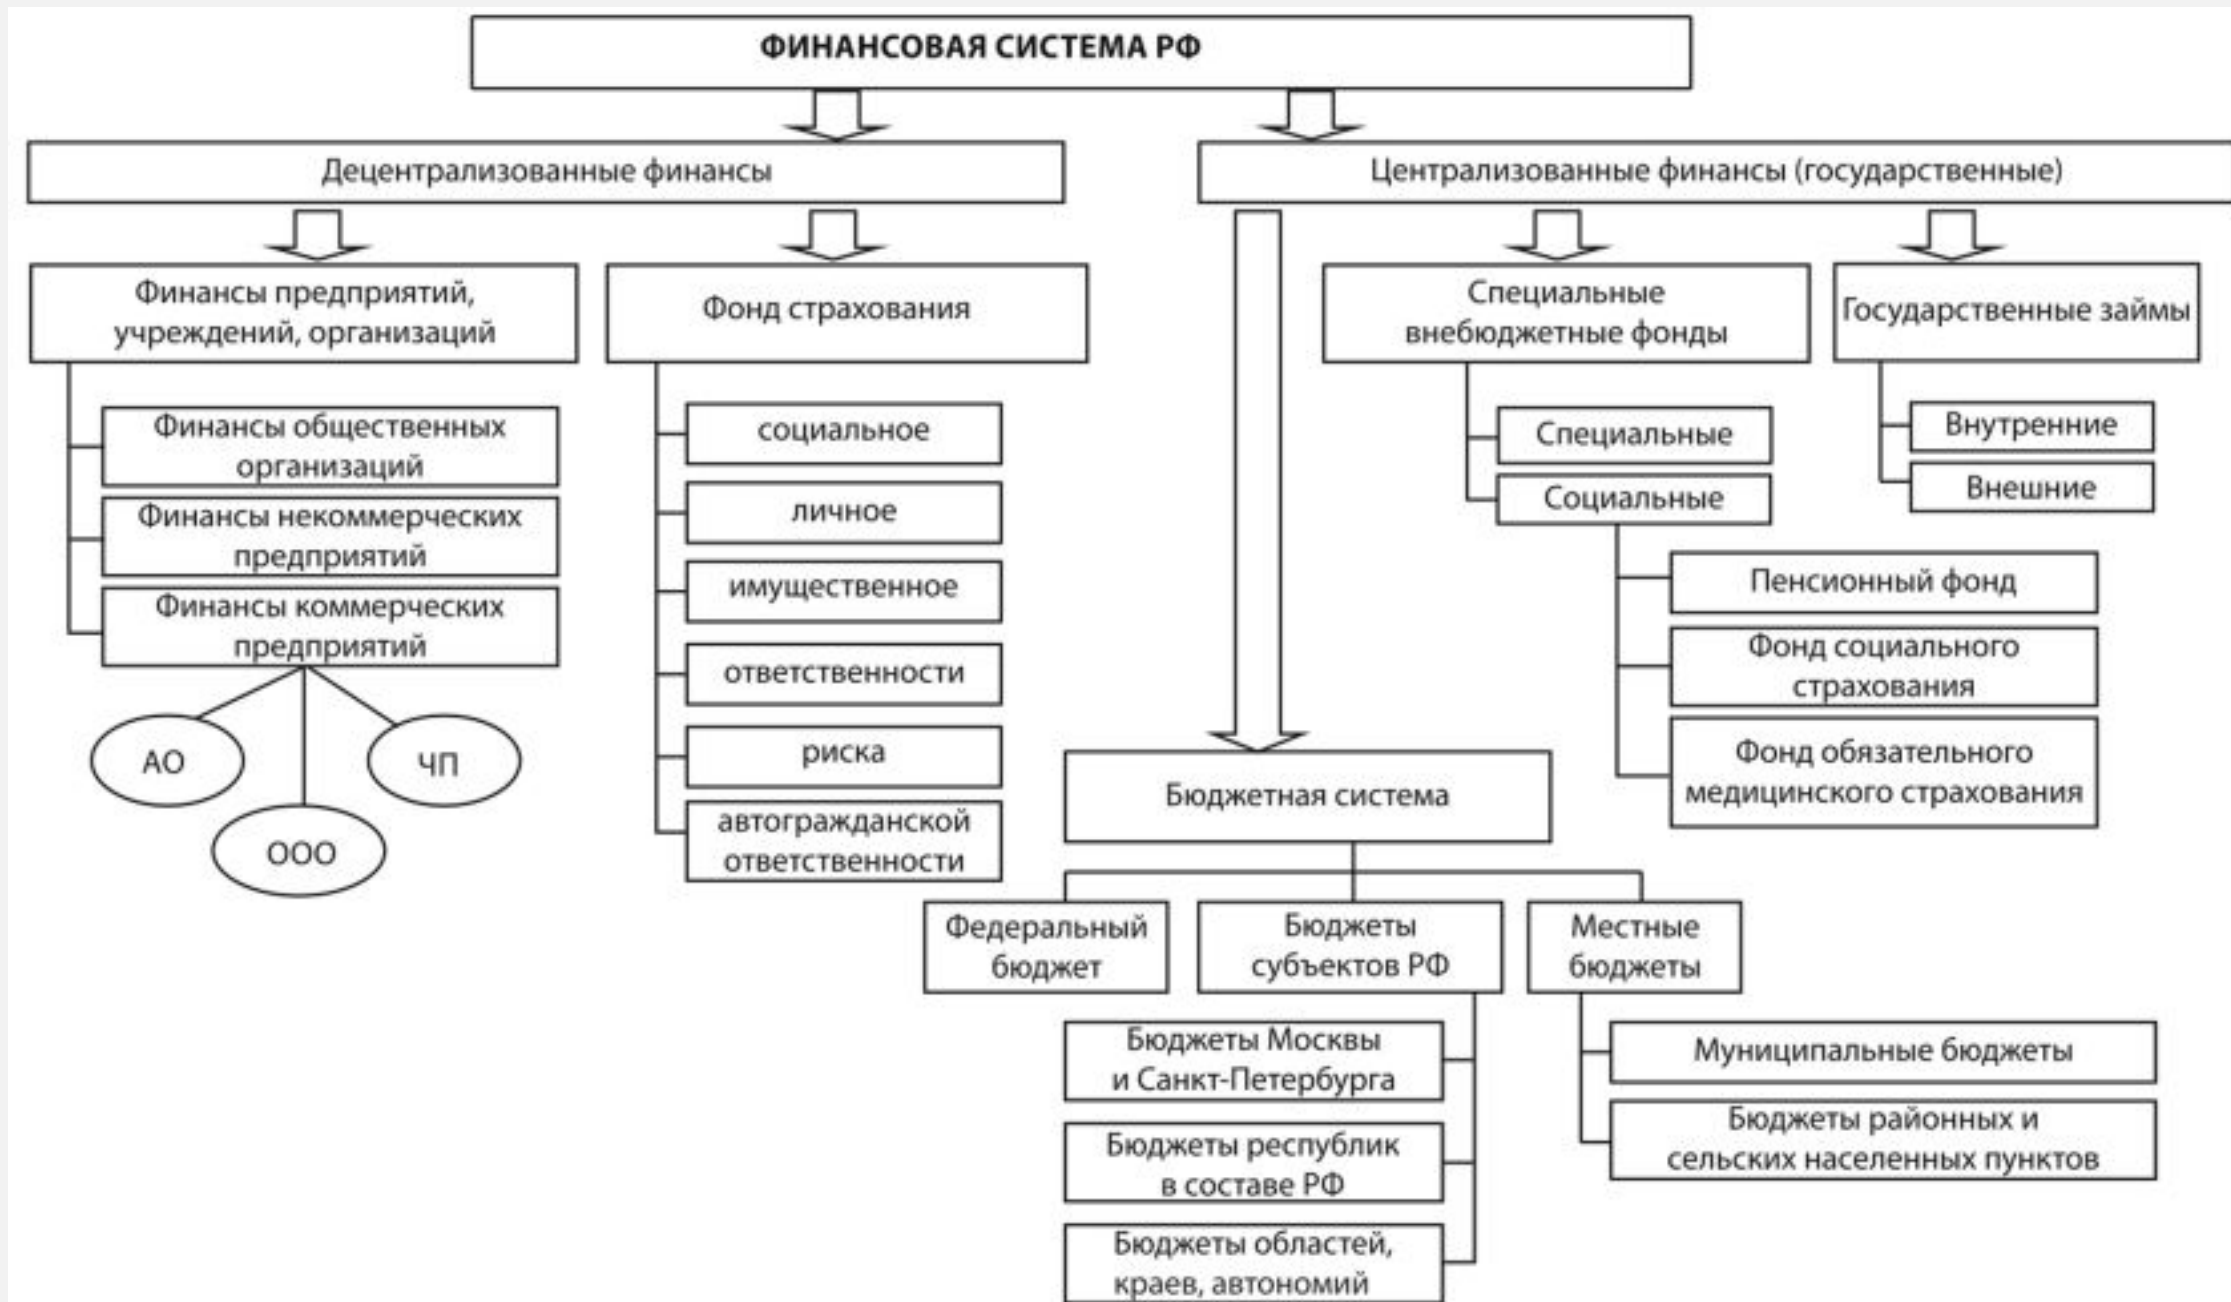 ФИНАНСОВАЯ СИСТЕМА РФ
Децентрализованные финансы
Централизованные финансы (государственные)
Финансы предприятий,
учреждений, организаций
Фонд страхования
Специальные
внебюджетные фонды
Государственные займы
Финансы общественных
организаций
Финансы некоммерческих
предприятий
Финансы коммерческих
предприятий
АО
ЧП
ООО
социальное
личное
имущественное
ответственности
риска
автогражданской
ответственности
Специальные
Социальные
Внутренние
Внешние
Пенсионный фонд
Фонд социального
страхования
Фонд обязательного
медицинского страхования
Бюджетная система
Федеральный
бюджет
Бюджеты
субъектов РФ
Местные
бюджеты
Бюджеты Москвы
и Санкт-Петербурга
Бюджеты республик
в составе РФ
Бюджеты областей,
краев, автономий
Муниципальные бюджеты
Бюджеты районных и
сельских населенных пунктов